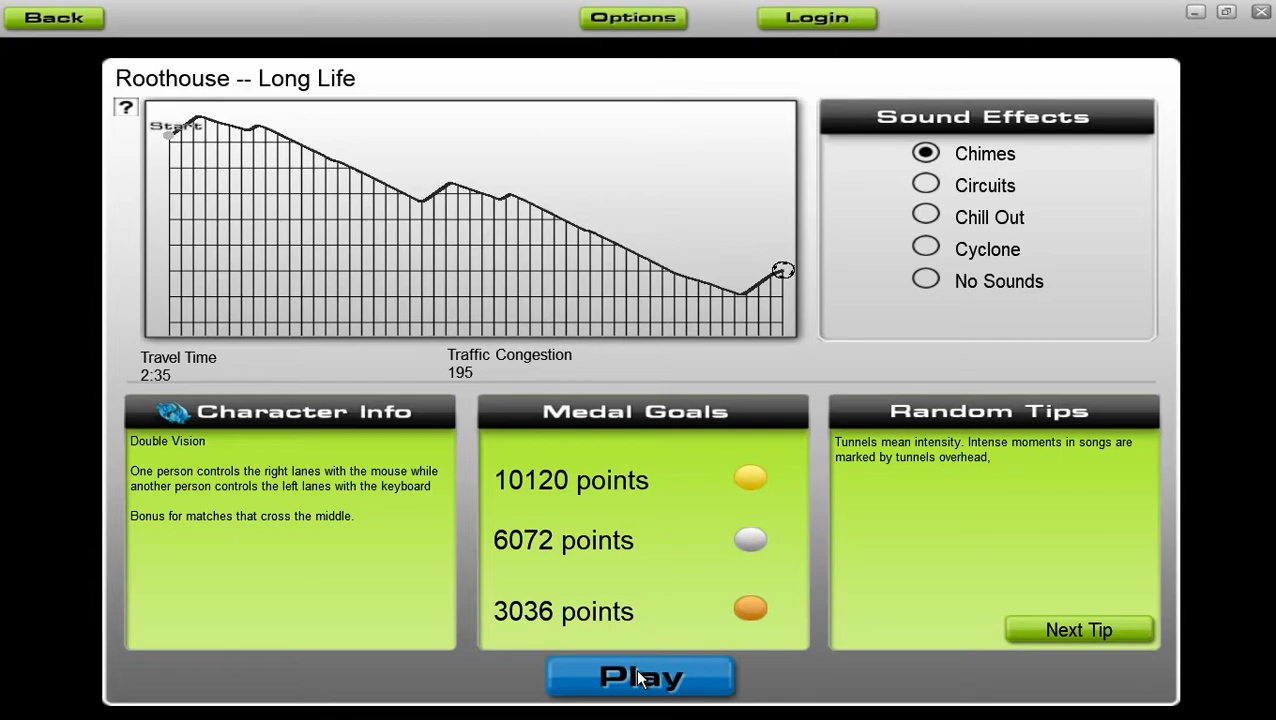 Back
Options
Login
Roothouse -- Long Life
?
Start
Sound Effects
Chimes
Circuits
Chill Out
Cyclone
No Sounds
Travel Time
2:35
Traffic Congestion
195
Character Info
Double Vision
One person controls the right lanes with the mouse while
another person controls the left lanes with the keyboard
Bonus for matches that cross the middle.
Medal Goals
10120 points
6072 points
3036 points
Random Tips
Tunnels mean intensity. Intense moments in songs are
marked by tunnels overhead,
Next Tip
Play